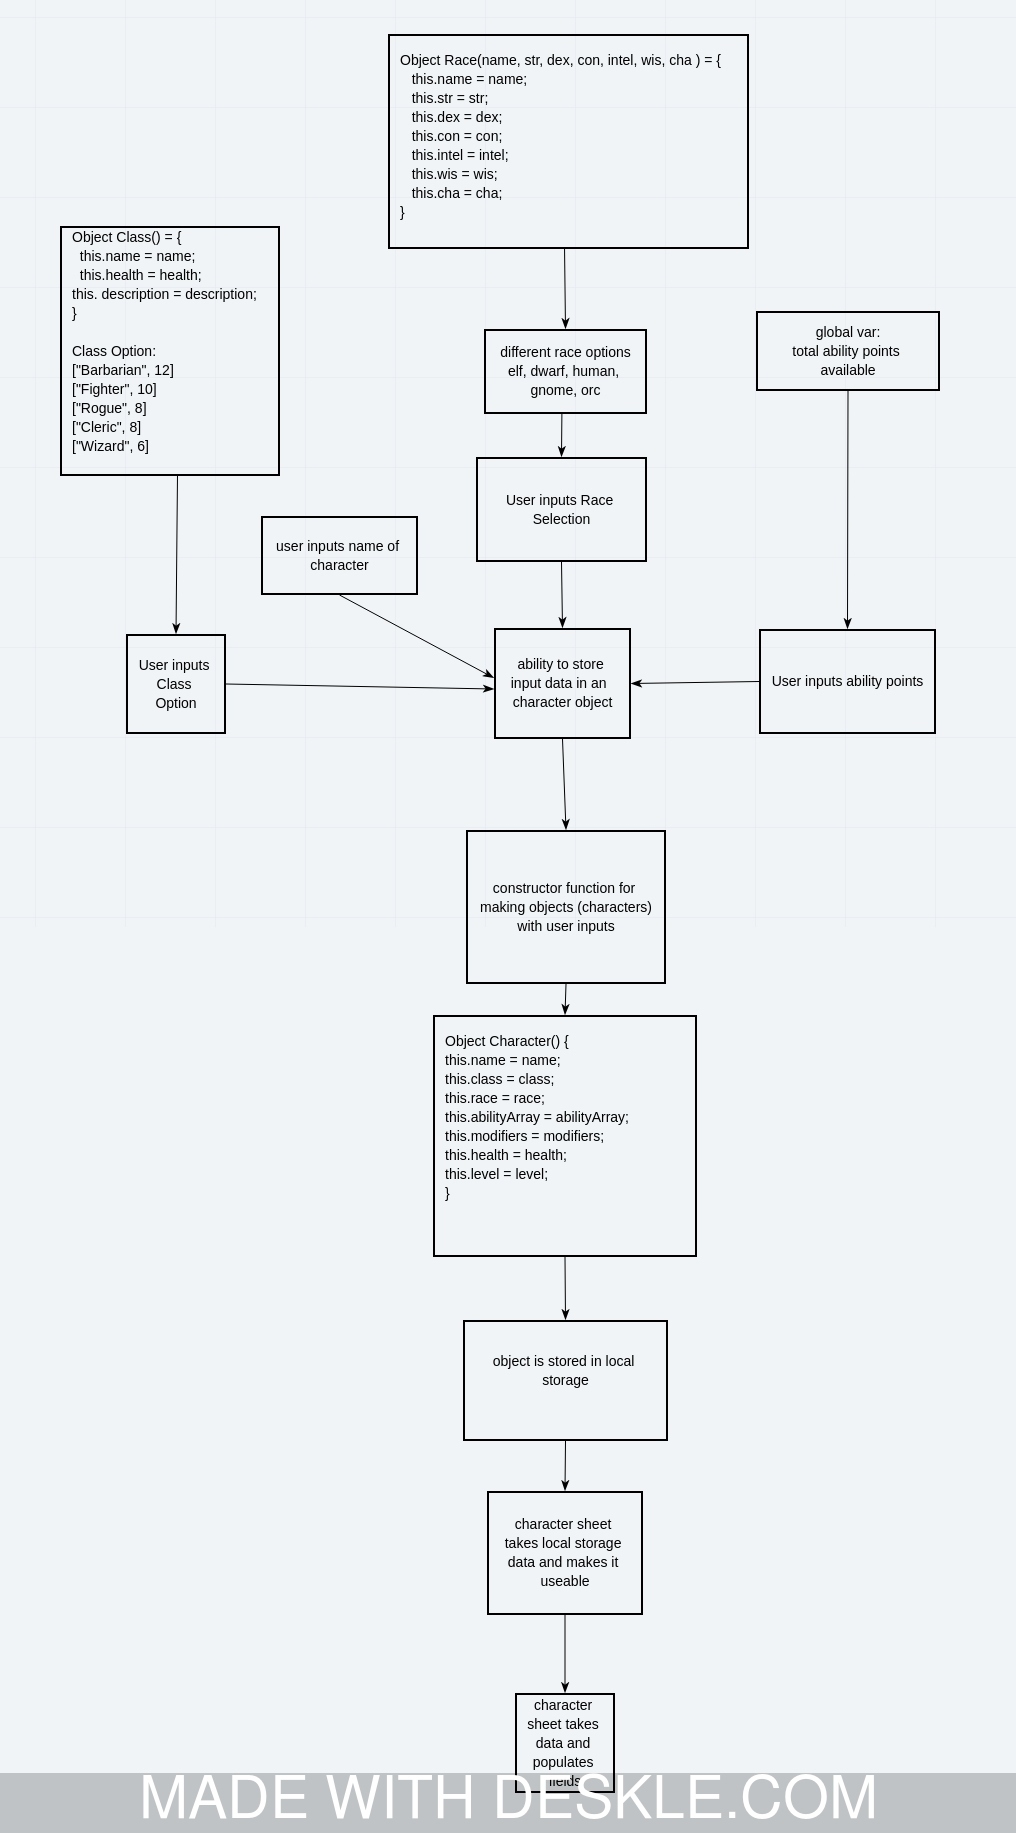 Object Race(name, str, dex, con, intel, wis, cha ) = {
this.name = name;
this.str = str;
this.dex = dex;
this.con = con;
this.intel = intel;
this.wis = wis;
this.cha = cha;
}
Object Class() = {
this.name = name;
this.health = health;
this. description = description;
}
Class Option:
["Barbarian", 12]
["Fighter", 10]
["Rogue", 8]
["Cleric", 8]
["Wizard", 6]
different race options
elf, dwarf, human,
gnome, orc
global var:
total ability points
available
User inputs Race
Selection
user inputs name of
character
User inputs
Class
Option
ability to store
input data in an
character object
User inputs ability points
constructor function for
making objects (characters)
with user inputs
Object Character() {
this.name = name;
this.class = class;
this.race = race;
this.abilityArray = abilityArray;
this.modifiers = modifiers;
this.health = health;
this.level = level;
}
object is stored in local
storage
character sheet
takes local storage
data and makes it
useable
character
sheet takes
data and
populates
fields
MADE WITH DESKLE.COM